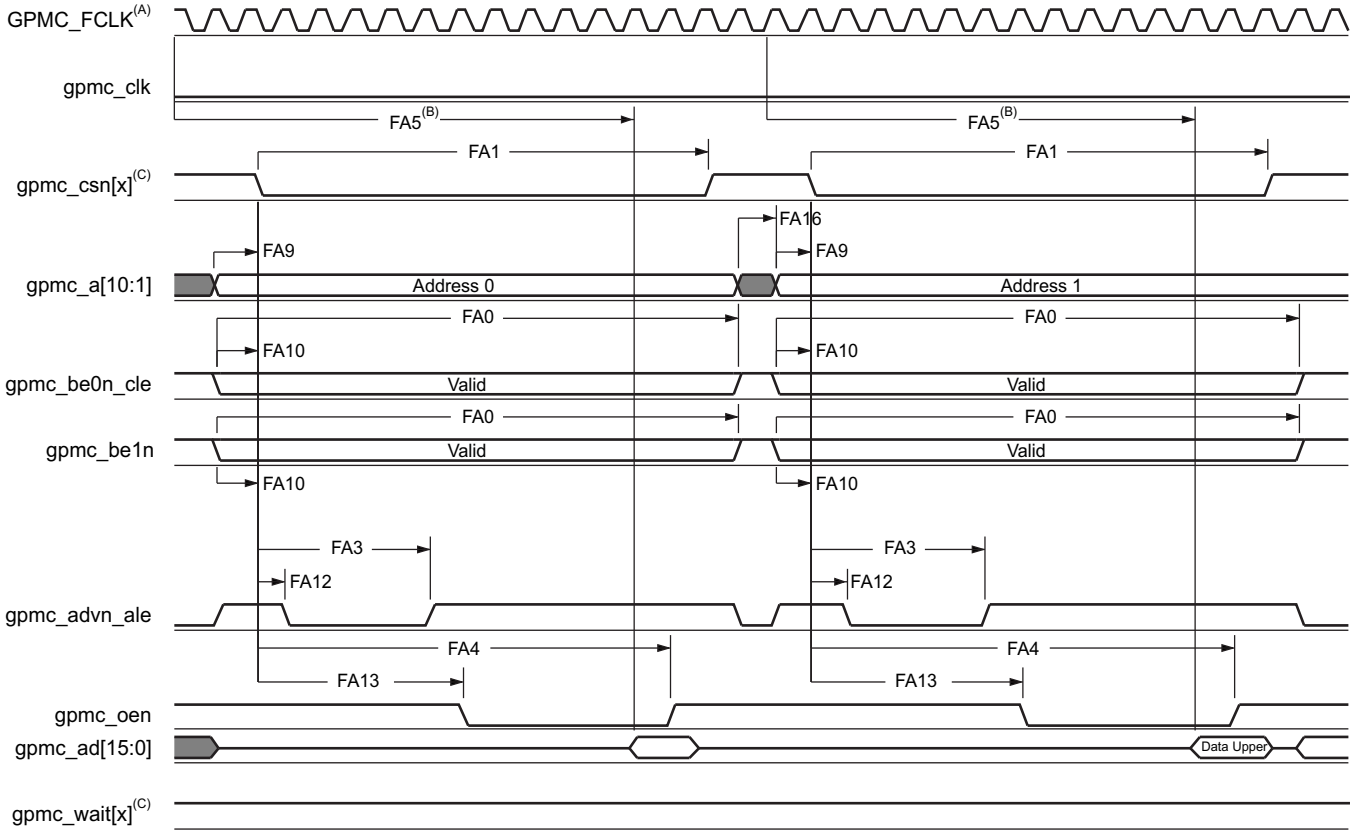 GPMC_FCLK(A)
gpmc_clk
FA5(B) FA5(B)
FA1 FA1
gpmc_csn[x](C)
FA16
FA9 FA9
gpmc_a[10:1] Address 0 Address 1
FA0 FA0
FA10 FA10
gpmc_be0n_cle Valid Valid
FA0 FA0
gpmc_be1n Valid Valid
FA10 FA10
FA3 FA3
FA12 FA12
gpmc_advn_ale
FA4 FA4
FA13 FA13
gpmc_oen
gpmc_ad[15:0] Data Upper
gpmc_wait[x](C)